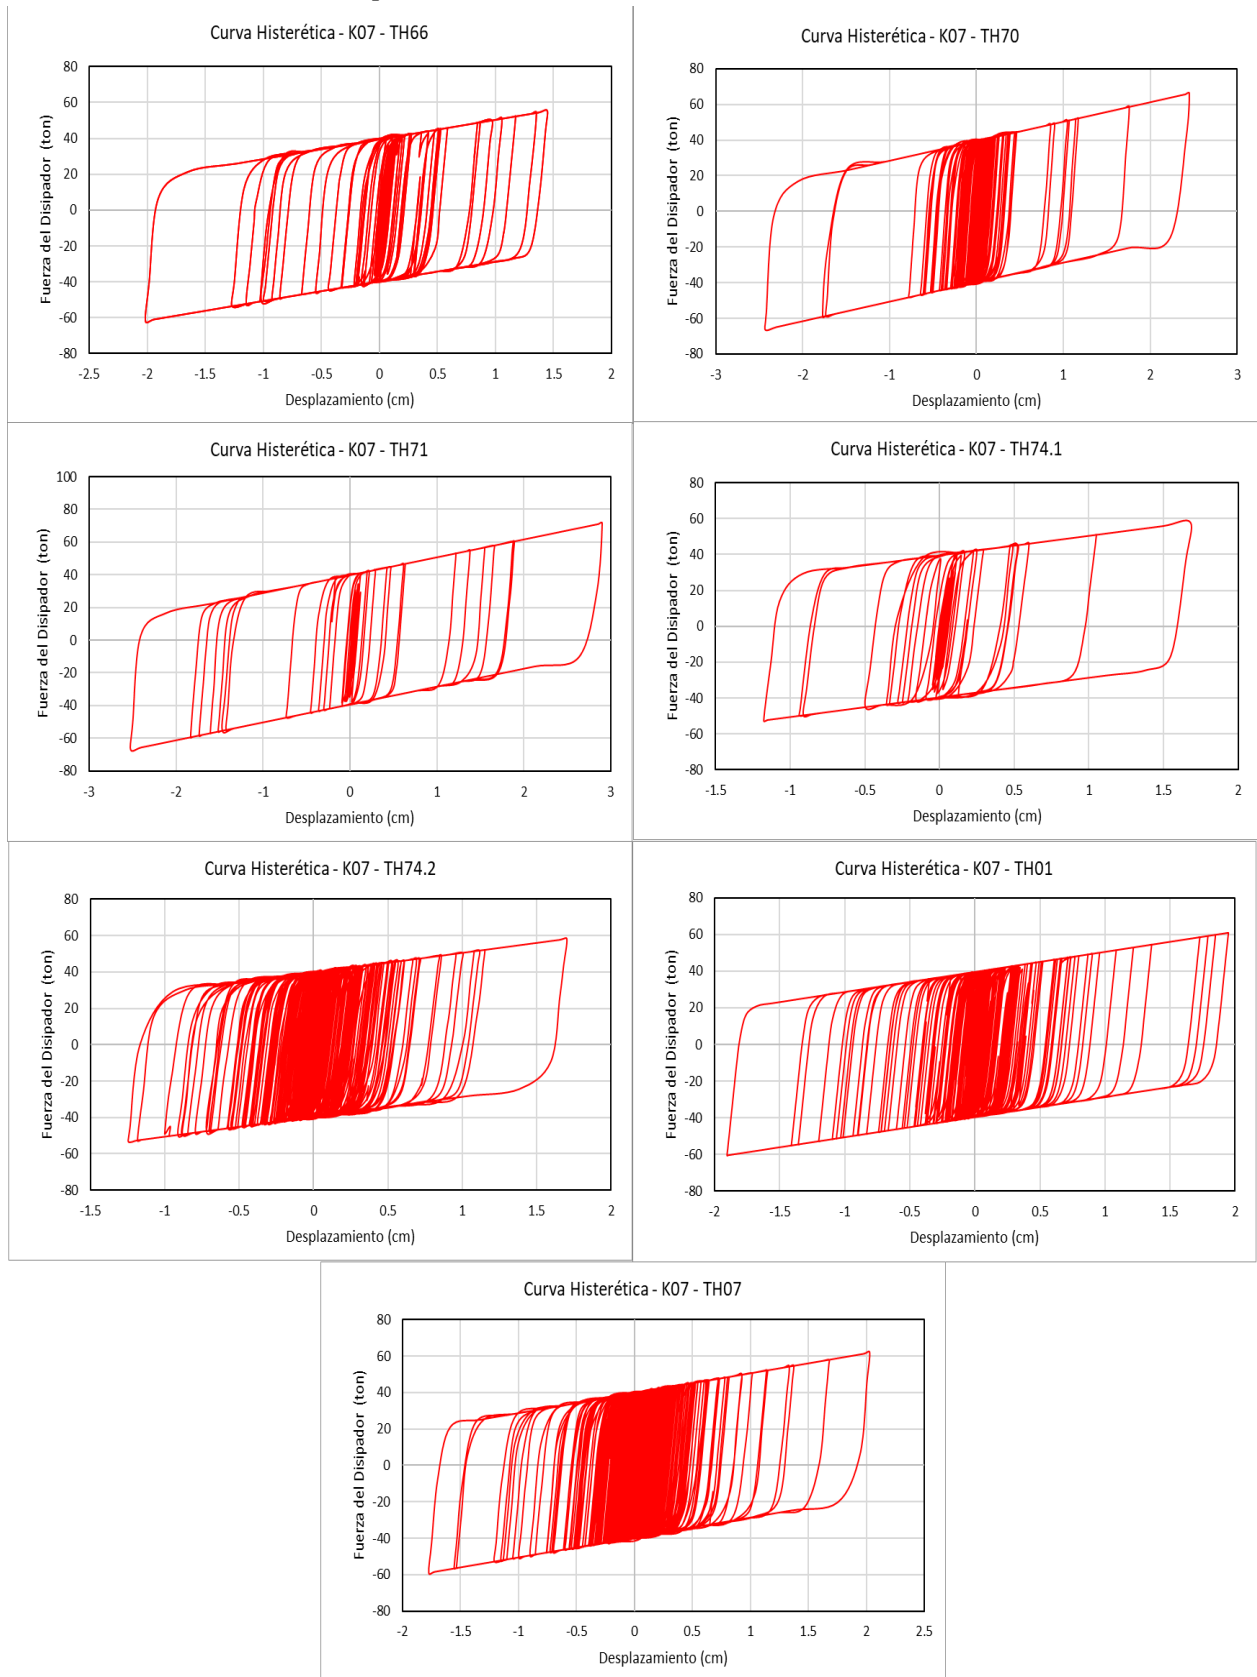 Curva Histerética - K07 - TH66
80
60
40
20
0
-20
-40
-60
-80
-2.5 -2 -1.5 -1 -0.5 0 0.5 1 1.5 2
Fuerza del Disipador (ton)
Desplazamiento (cm)
Curva Histerética - K07 - TH70
80
60
40
20
0
-20
-40
-60
-80
-3 -2 -1 0 1 2 3
Fuerza del Disipador (ton)
Desplazamiento (cm)
Curva Histerética - K07 - TH71
100
80
60
40
20
0
-20
-40
-60
-80
-3 -2 -1 0 1 2 3
Fuerza del Disipador (ton)
Desplazamiento (cm)
Curva Histerética - K07 - TH74.1
80
60
40
20
0
-20
-40
-60
-80
-1.5 -1 -0.5 0 0.5 1 1.5 2
Fuerza del Disipador (ton)
Desplazamiento (cm)
Curva Histerética - K07 - TH74.2
80
60
40
20
0
-20
-40
-60
-80
-1.5 -1 -0.5 0 0.5 1 1.5 2
Fuerza del Disipador (ton)
Desplazamiento (cm)
Curva Histerética - K07 - TH01
80
60
40
20
0
-20
-40
-60
-80
-2 -1.5 -1 -0.5 0 0.5 1 1.5 2
Fuerza del Disipador (ton)
Desplazamiento (cm)
Curva Histerética - K07 - TH07
80
60
40
20
0
-20
-40
-60
-80
-2 -1.5 -1 -0.5 0 0.5 1 1.5 2 2.5
Fuerza del Disipador (ton)
Desplazamiento (cm)